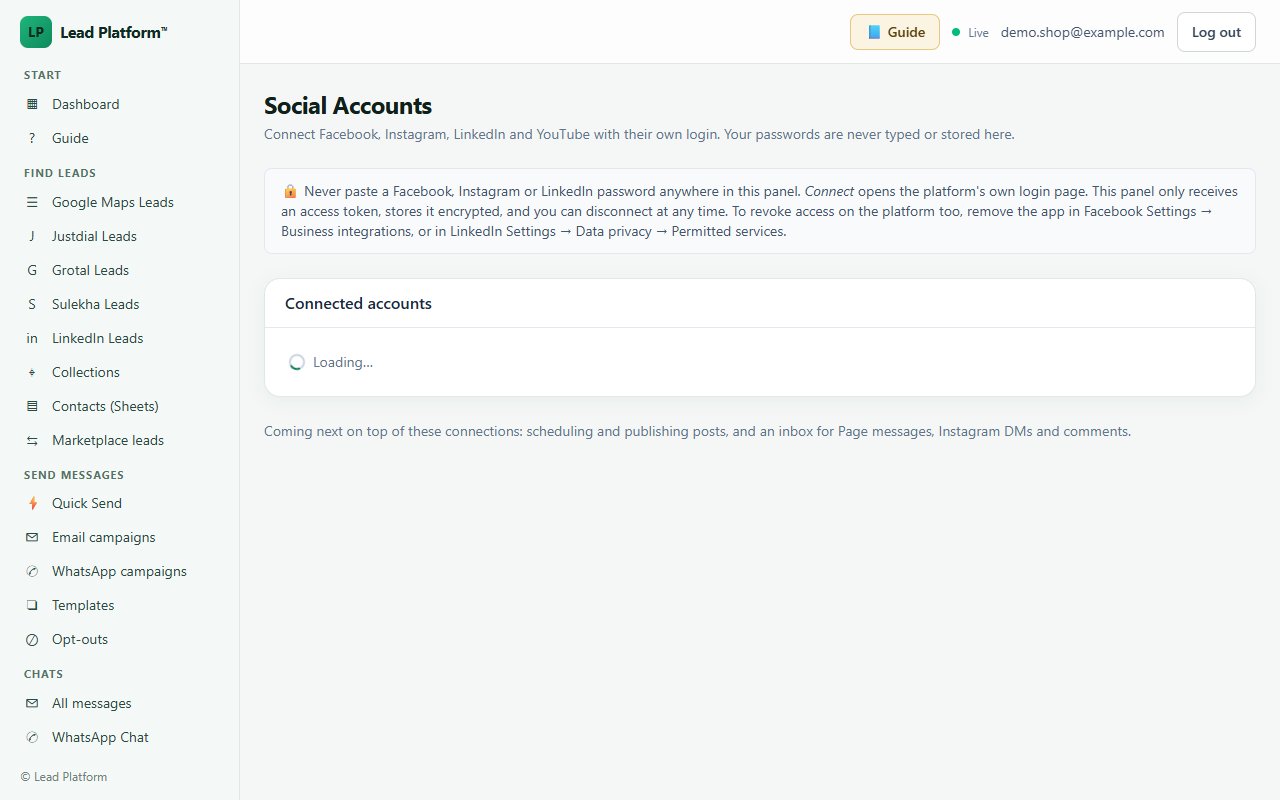 LP Lead Platform™
START
Dashboard
? Guide
FIND LEADS
Google Maps Leads
J Justdial Leads
G Grotal Leads
S Sulekha Leads
in LinkedIn Leads
Collections
Contacts (Sheets)
Marketplace leads
SEND MESSAGES
Quick Send
Email campaigns
WhatsApp campaigns
Templates
Opt-outs
CHATS
All messages
WhatsApp Chat
© Lead Platform
Guide
Live
demo.shop@example.com
Log out
Social Accounts
Connect Facebook, Instagram, LinkedIn and YouTube with their own login. Your passwords are never typed or stored here.
Never paste a Facebook, Instagram or LinkedIn password anywhere in this panel. Connect opens the platform's own login page. This panel only receives
an access token, stores it encrypted, and you can disconnect at any time. To revoke access on the platform too, remove the app in Facebook Settings →
Business integrations, or in LinkedIn Settings → Data privacy → Permitted services.
Connected accounts
Loading...
Coming next on top of these connections: scheduling and publishing posts, and an inbox for Page messages, Instagram DMs and comments.